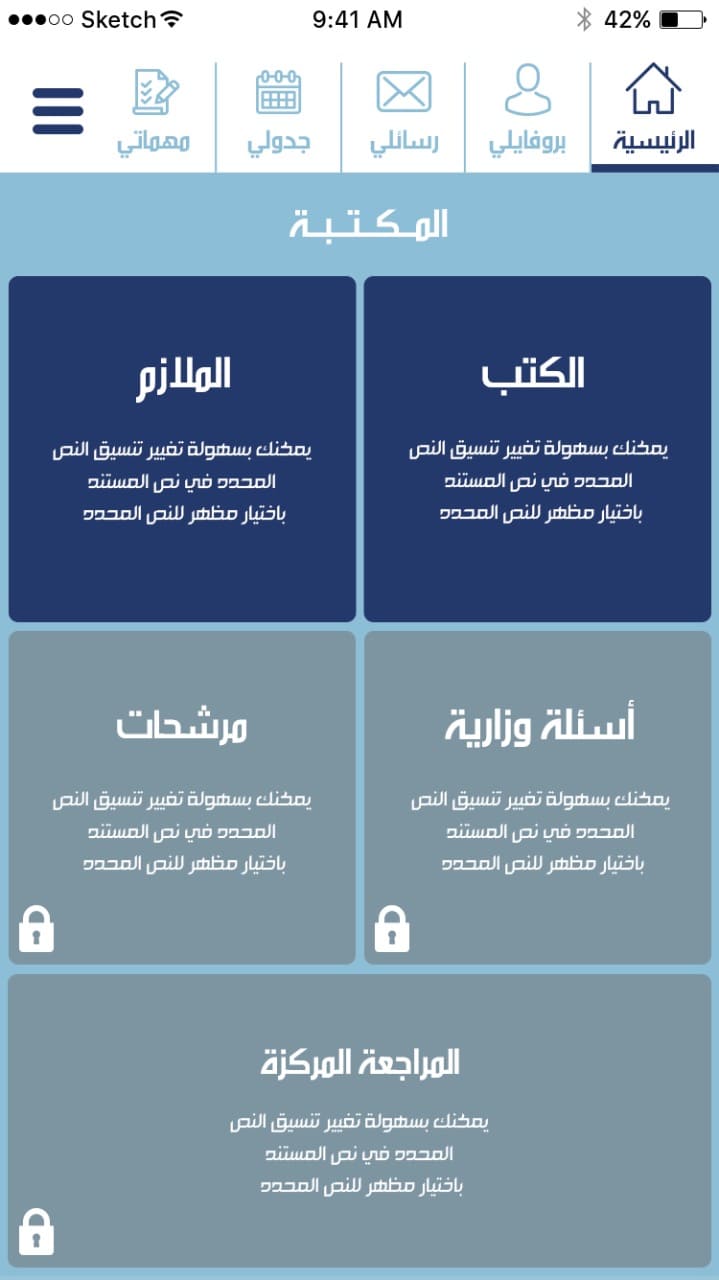 Sketch 9:41 AM 42%
الرئيسية بروفايلي رسائلي جدولي مهماتي
المكتبة
الكتب
يمكنك بسهولة تغيير تنسيق النص
المحدد في نص المستند
باختيار مظهر للنص المحدد
الملازم
يمكنك بسهولة تغيير تنسيق النص
المحدد في نص المستند
باختيار مظهر للنص المحدد
أسئلة وزارية
يمكنك بسهولة تغيير تنسيق النص
المحدد في نص المستند
باختيار مظهر للنص المحدد
مرشحات
يمكنك بسهولة تغيير تنسيق النص
المحدد في نص المستند
باختيار مظهر للنص المحدد
المراجعة المركزة
يمكنك بسهولة تغيير تنسيق النص
المحدد في نص المستند
باختيار مظهر للنص المحدد